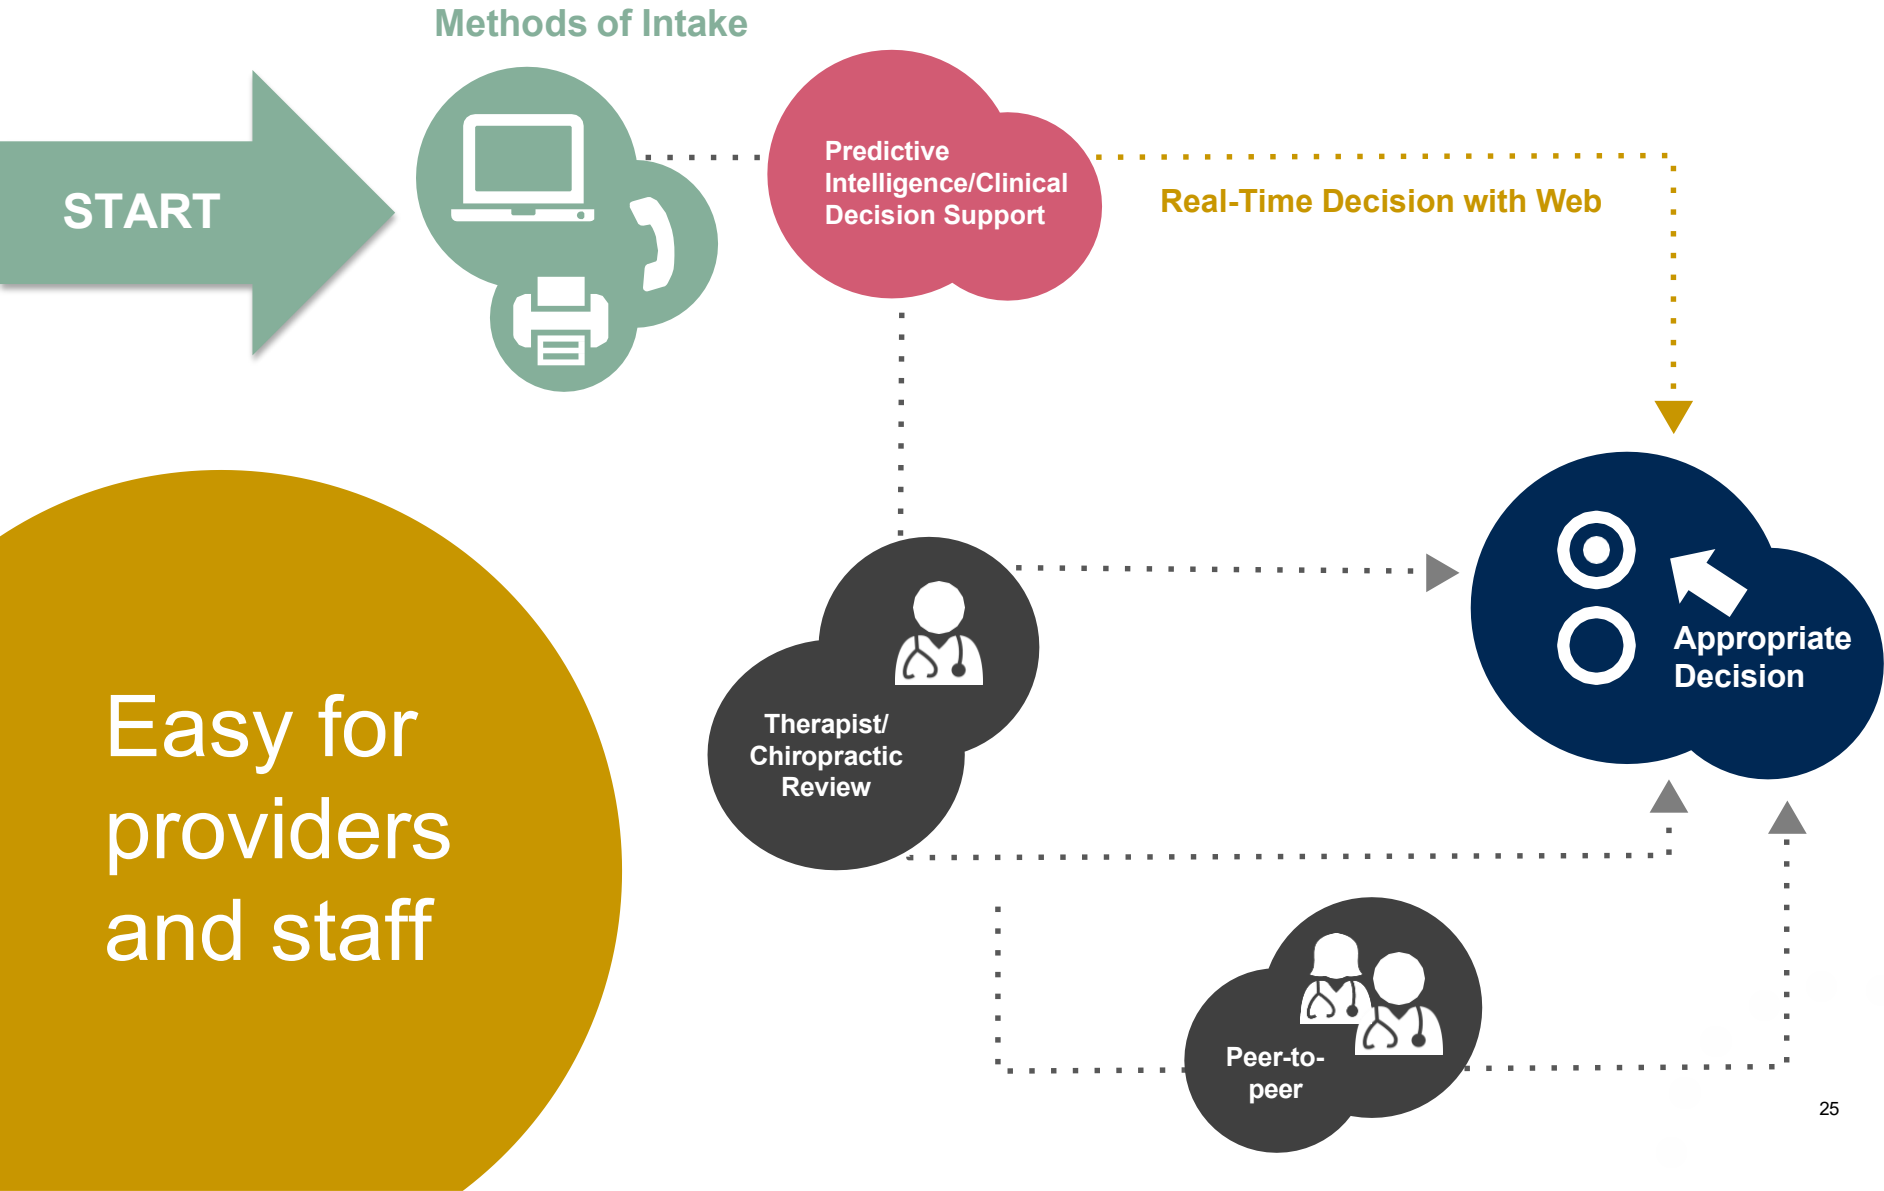 Methods of Intake
START
Predictive
Intelligence/Clinical
Decision Support
Real-Time Decision with Web
Appropriate
Decision
Therapist/
Chiropractic
Review
Easy for
providers
and staff
Peer-to-
peer
25